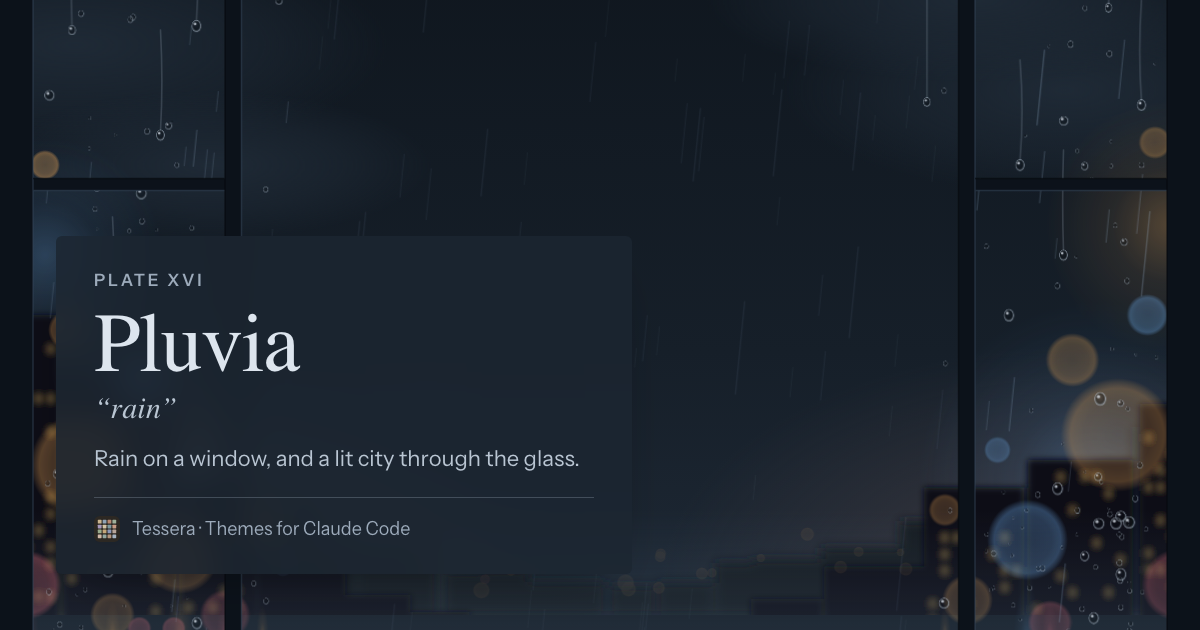 PLATE XVI
Pluvia
“rain”
Rain on a window, and a lit city through the glass.
Tessera · Themes for Claude Code